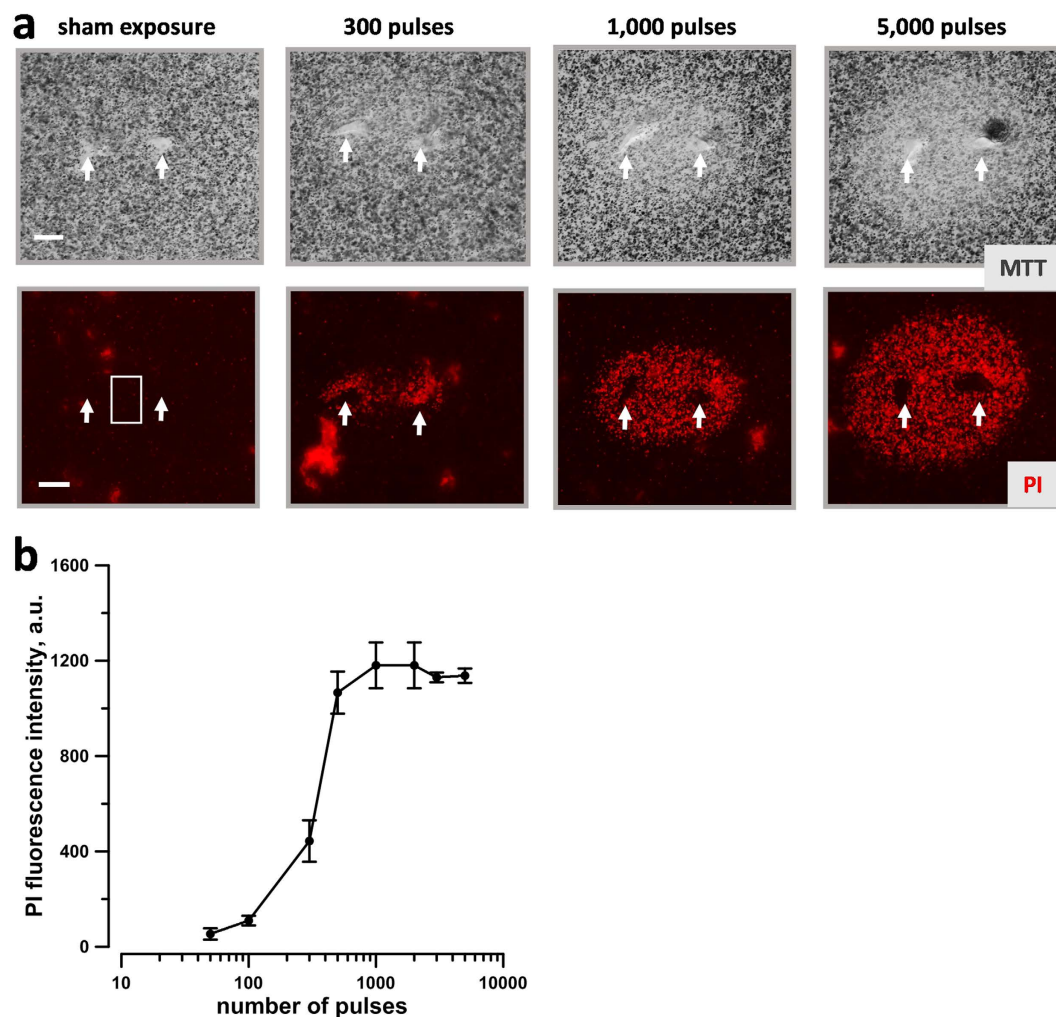 a
sham exposure 300 pulses 1,000 pulses 5,000 pulses
MTT
PI
b
PI fluorescence intensity, a.u.
1600
1200
800
400
0
10 100 1000 10000
number of pulses